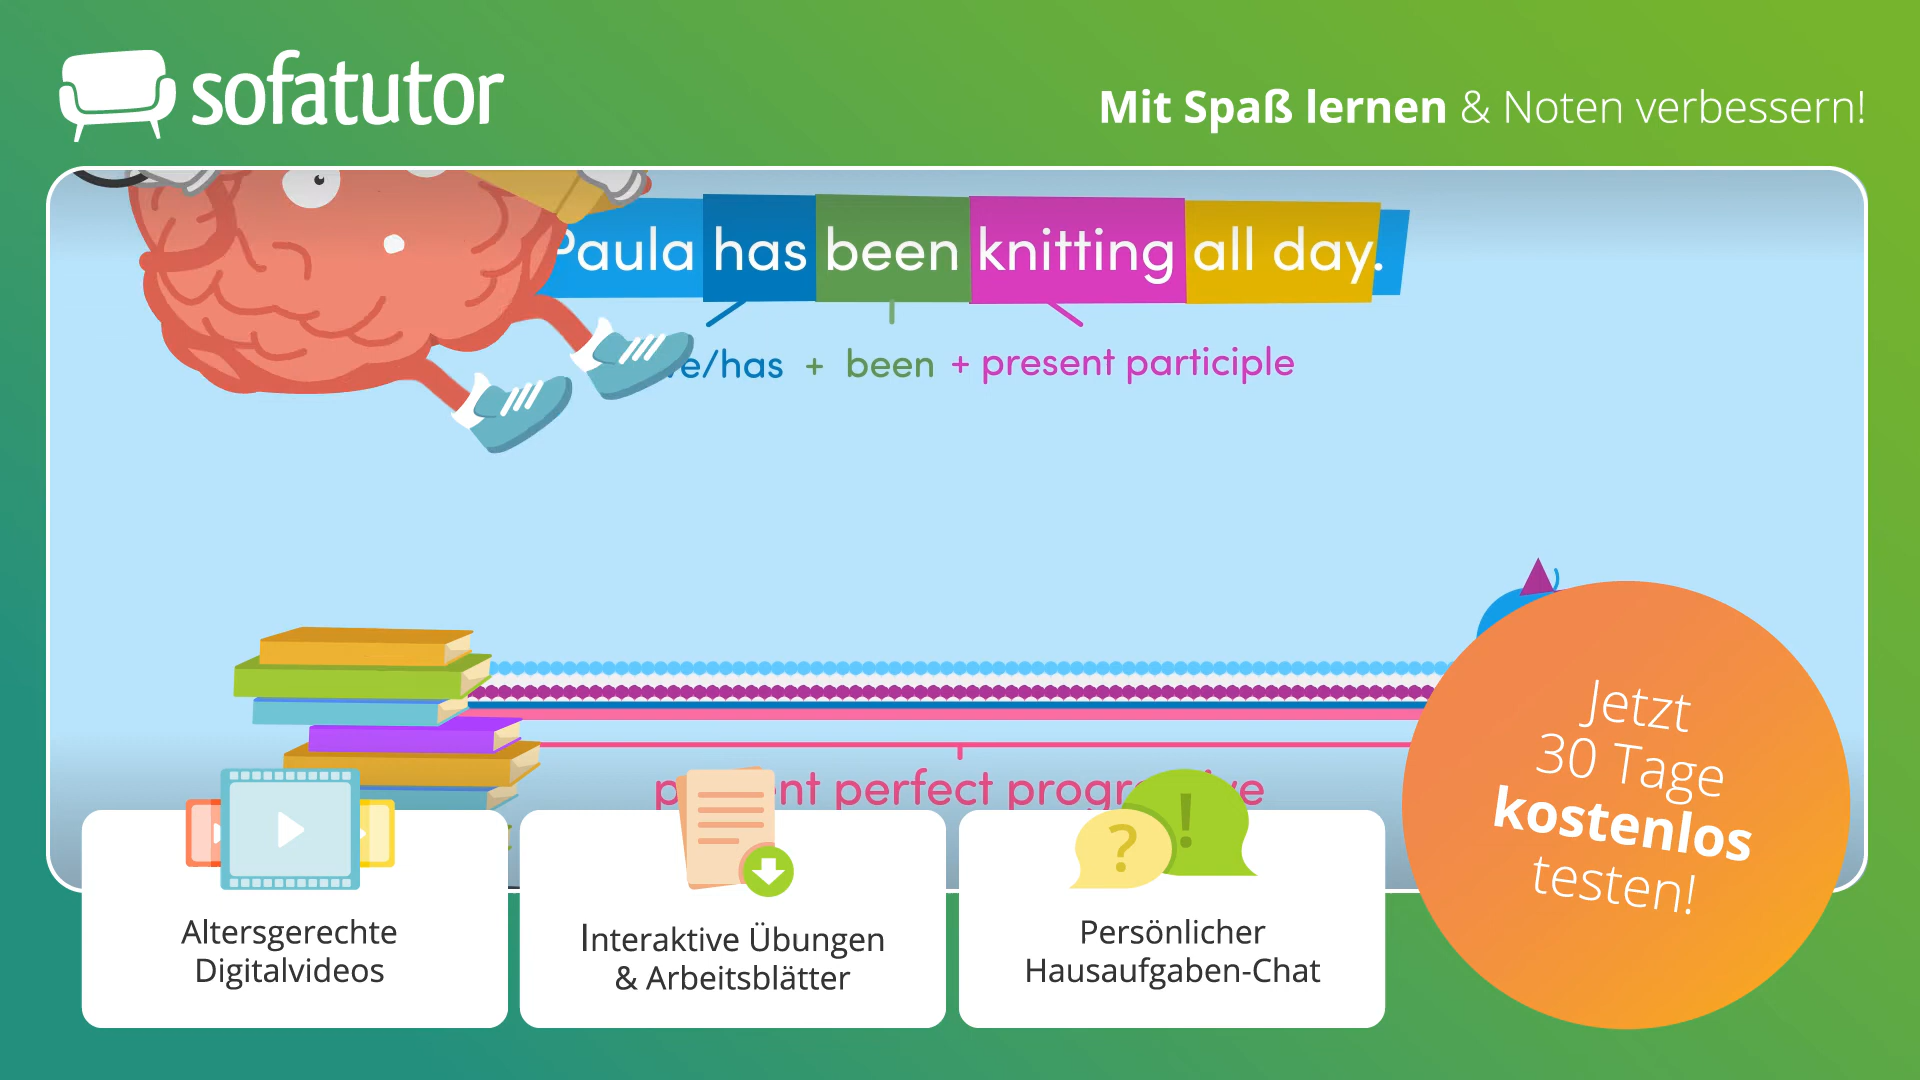 sofatutor
Mit Spaß lernen & Noten verbessern!
Paula has been knitting all day.
/has + been + present participle
perfect
Jetzt
30 Tage
kostenlos
testen!
Altersgerechte
Digitalvideos
Interaktive Übungen
& Arbeitsblätter
Persönlicher
Hausaufgaben-Chat
? !